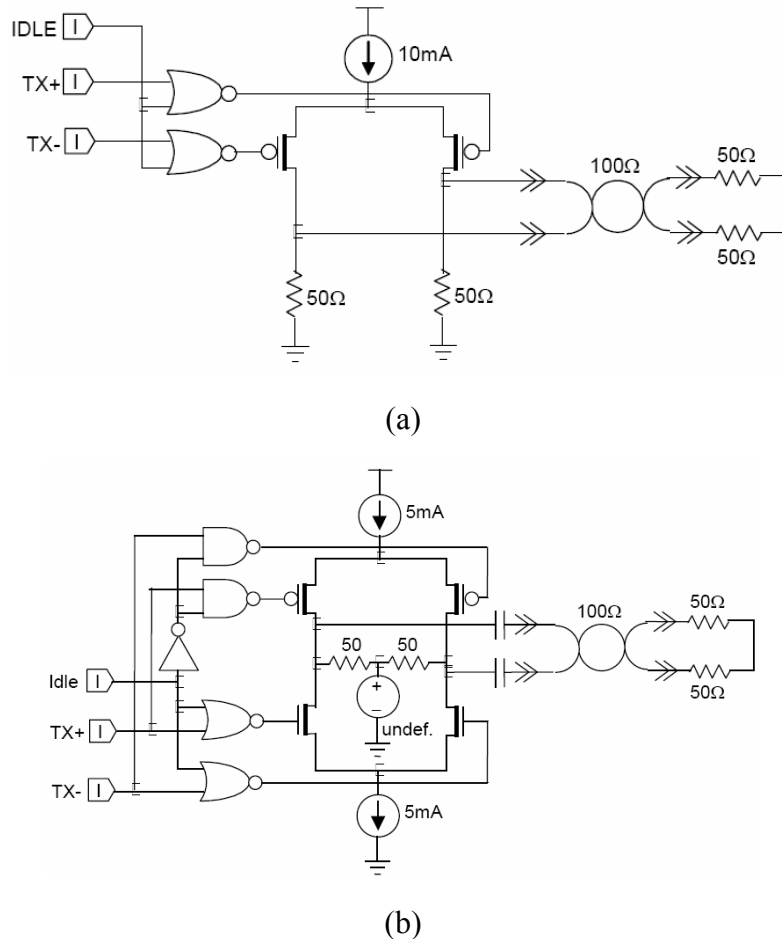 IDLE I
10mA
TX+ I
TX- I
100Ω
50Ω
50Ω
50Ω
50Ω
(a)
5mA
100Ω
50Ω
50 50
Idle I
+
-
50Ω
undef.
TX+ I
TX- I
5mA
(b)